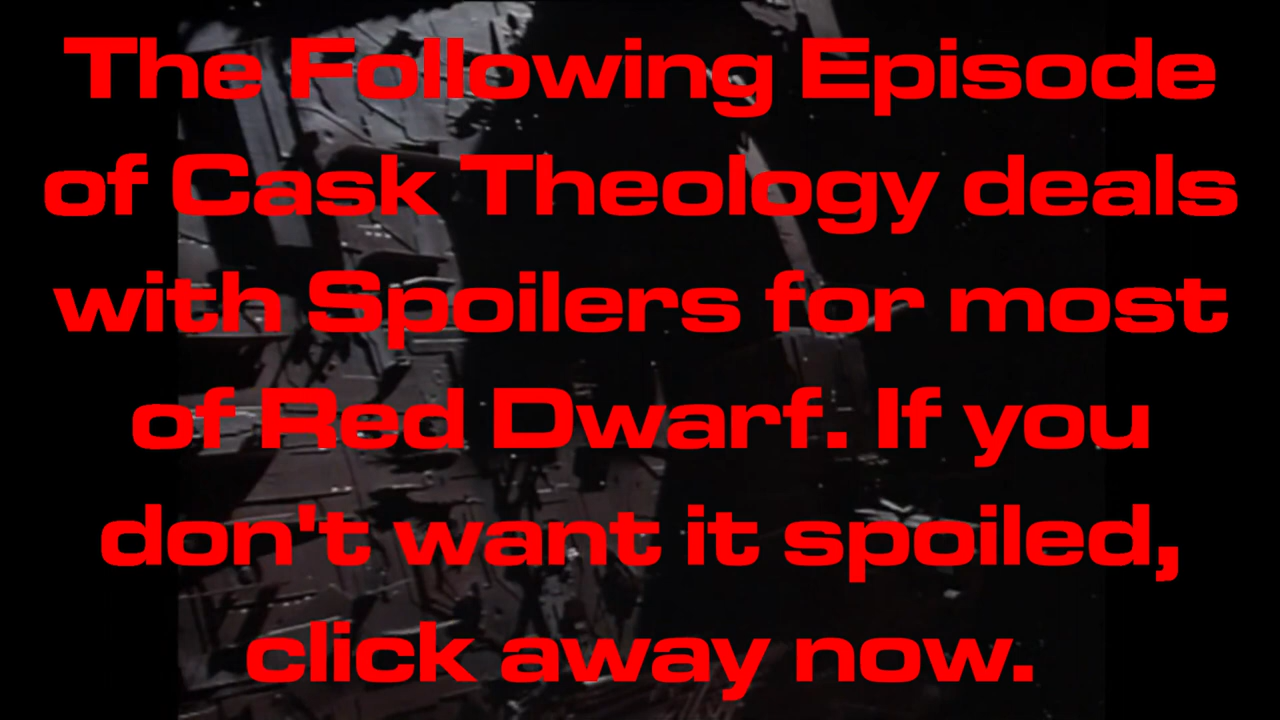 The Following Episode
of Cask Theology deals
with Spoilers for most
of Red Dwarf. If you
don't want it spoiled,
click away now.